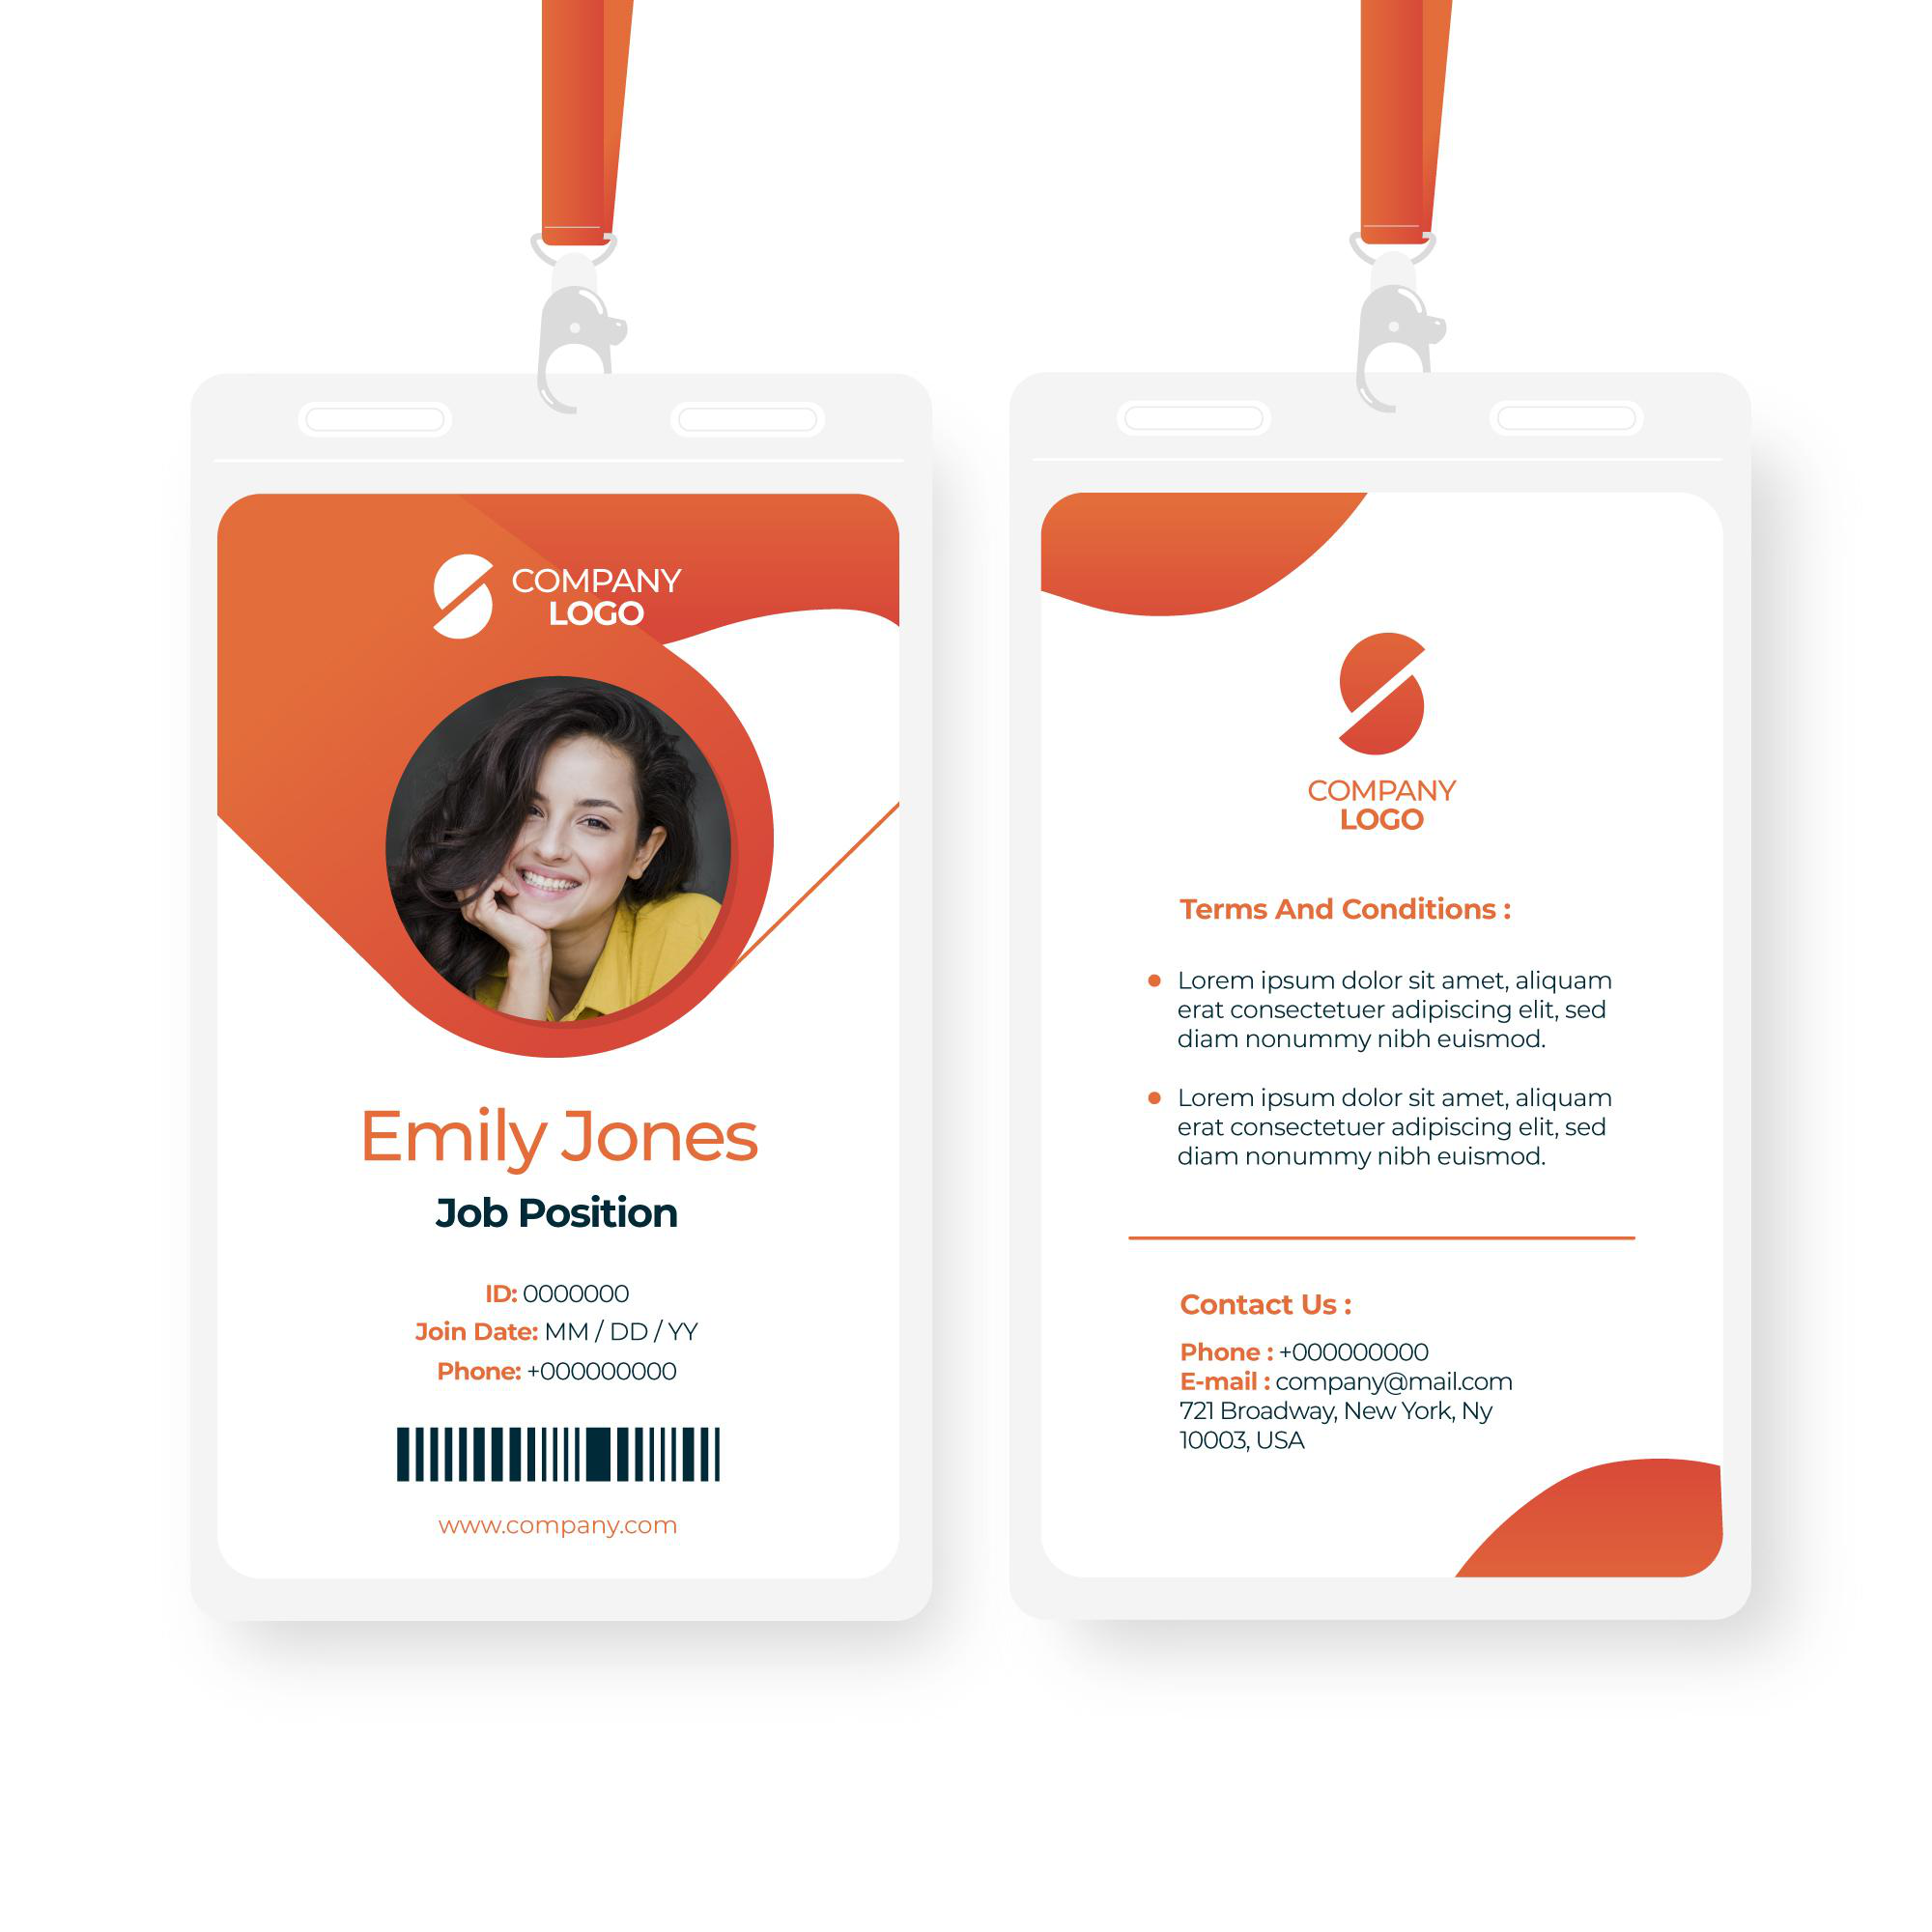 COMPANY
LOGO
Emily Jones
Job Position
ID: 0000000
Join Date: MM / DD / YY
Phone: +000000000
www.company.com
COMPANY
LOGO
Terms And Conditions :
Lorem ipsum dolor sit amet, aliquam
erat consectetuer adipiscing elit, sed
diam nonummy nibh euismod.
Lorem ipsum dolor sit amet, aliquam
erat consectetuer adipiscing elit, sed
diam nonummy nibh euismod.
Contact Us :
Phone : +000000000
E-mail : company@mail.com
721 Broadway, New York, Ny
10003, USA